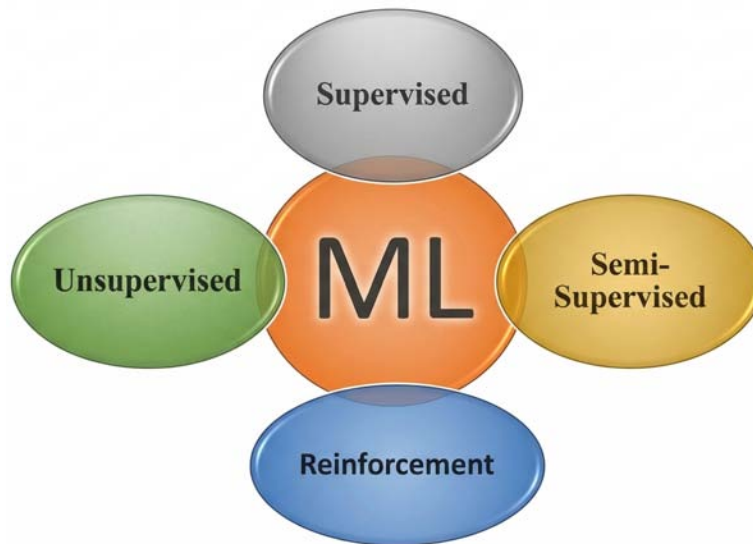 Supervised
Unsupervised
ML
Semi-
Supervised
Reinforcement